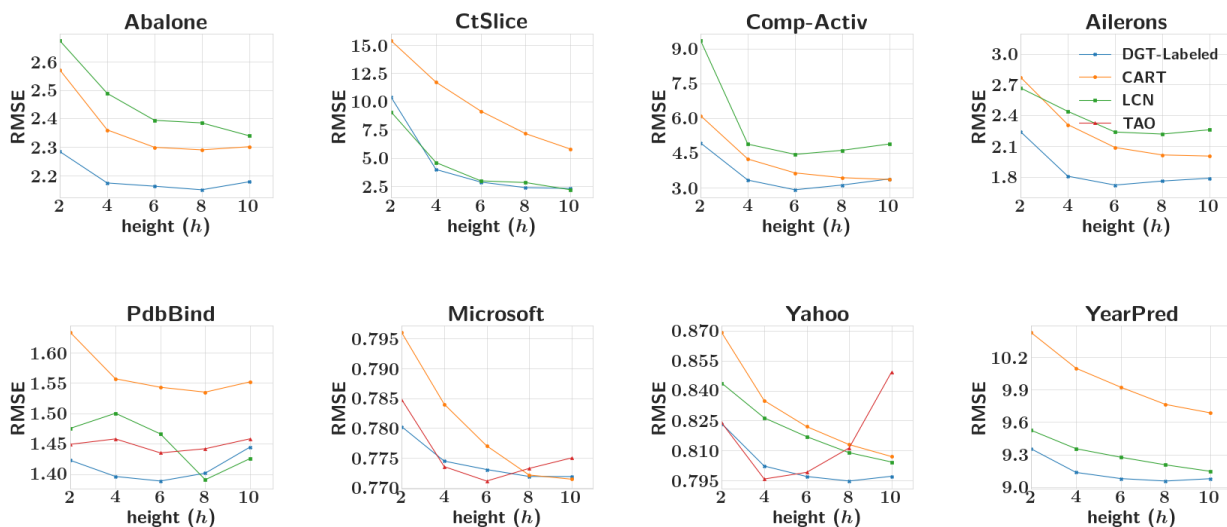 Abalone
RMSE
2.6
2.5
2.4
2.3
2.2
2 4 6 8 10
height (h)
CtSlice
RMSE
15.0
12.5
10.0
7.5
5.0
2.5
2 4 6 8 10
height (h)
Comp-Activ
RMSE
9.0
7.5
6.0
4.5
3.0
2 4 6 8 10
height (h)
Ailerons
RMSE
3.0
2.7
2.4
2.1
1.8
DGT-Labeled
CART
LCN
TAO
2 4 6 8 10
height (h)
PdbBind
RMSE
1.60
1.55
1.50
1.45
1.40
2 4 6 8 10
height (h)
Microsoft
RMSE
0.795
0.790
0.785
0.780
0.775
0.770
2 4 6 8 10
height (h)
Yahoo
RMSE
0.870
0.855
0.840
0.825
0.810
0.795
2 4 6 8 10
height (h)
YearPred
RMSE
10.2
9.9
9.6
9.3
9.0
2 4 6 8 10
height (h)